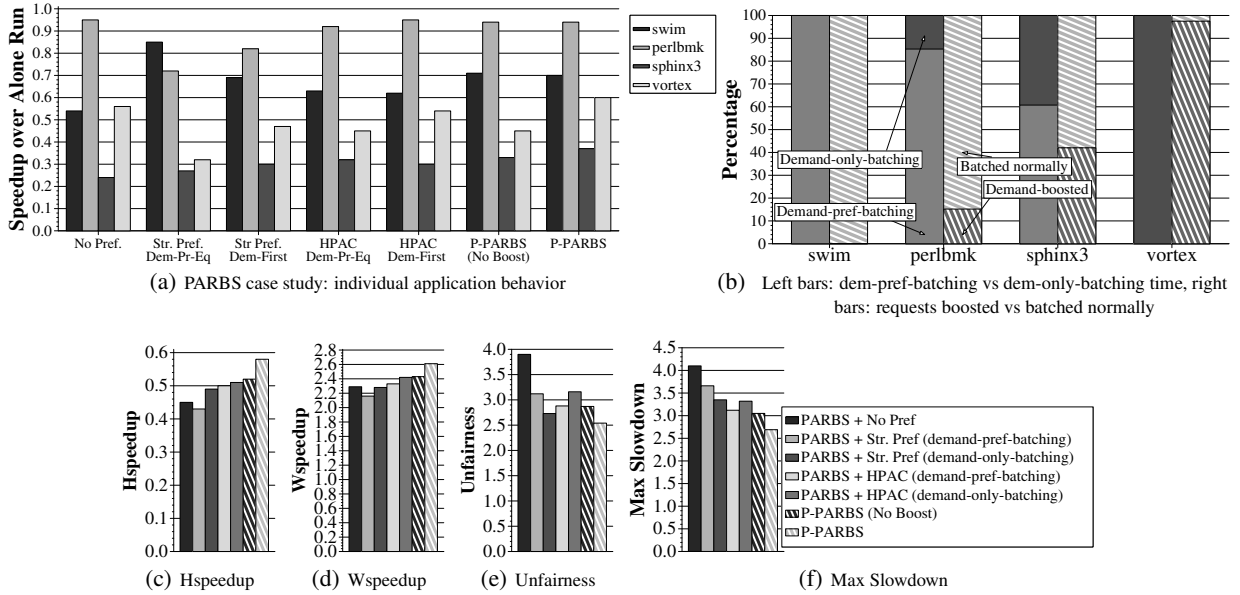 Speedup over Alone Run
1.0
0.9
0.8
0.7
0.6
0.5
0.4
0.3
0.2
0.1
0.0
No Pref.
Str. Pref.
Dem-Pr-Eq
Str Pref.
Dem-First
HPAC
Dem-Pr-Eq
HPAC
Dem-First
P-PARBS
(No Boost)
P-PARBS
swim
perlbmk
sphinx3
vortex
(a) PARBS case study: individual application behavior
Percentage
100
90
80
70
60
50
40
30
20
10
0
Demand-only-batching
Batched normally
Demand-boosted
Demand-pref-batching
swim
perlbmk
sphinx3
vortex
(b) Left bars: dem-pref-batching vs dem-only-batching time, right
bars: requests boosted vs batched normally
Hspeedup
0.6
0.5
0.4
0.3
0.2
0.1
0.0
(c) Hspeedup
Wspeedup
2.8
2.6
2.4
2.2
2.0
1.8
1.6
1.4
1.2
1.0
0.8
0.6
0.4
0.2
0.0
(d) Wspeedup
Unfairness
4.0
3.5
3.0
2.5
2.0
1.5
1.0
0.5
0.0
(e) Unfairness
Max Slowdown
4.5
4.0
3.5
3.0
2.5
2.0
1.5
1.0
0.5
0.0
PARBS + No Pref
PARBS + Str. Pref (demand-pref-batching)
PARBS + Str. Pref (demand-only-batching)
PARBS + HPAC (demand-pref-batching)
PARBS + HPAC (demand-only-batching)
P-PARBS (No Boost)
P-PARBS
(f) Max Slowdown